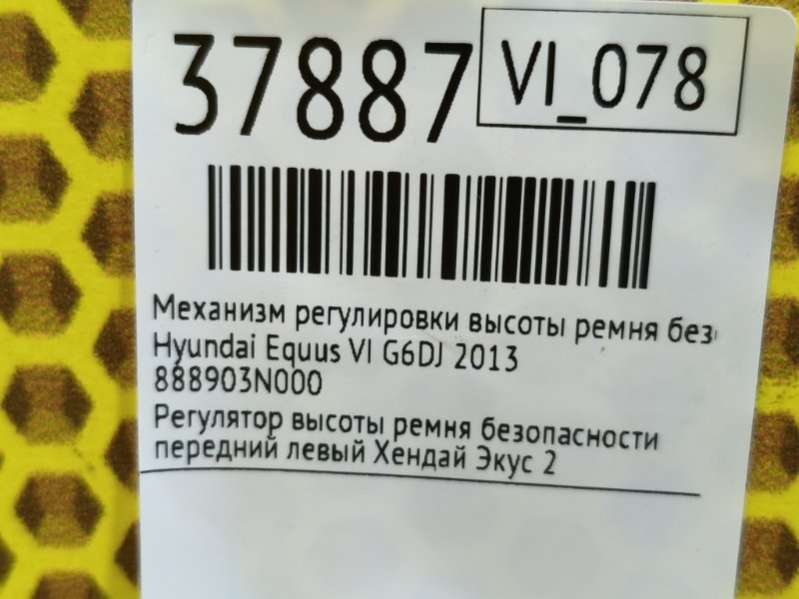 37887
VI_078
Механизм регулировки высоты ремня без
Hyundai Equus VI G6DJ 2013
888903N000
Регулятор высоты ремня безопасности
передний левый Хендай Экус 2